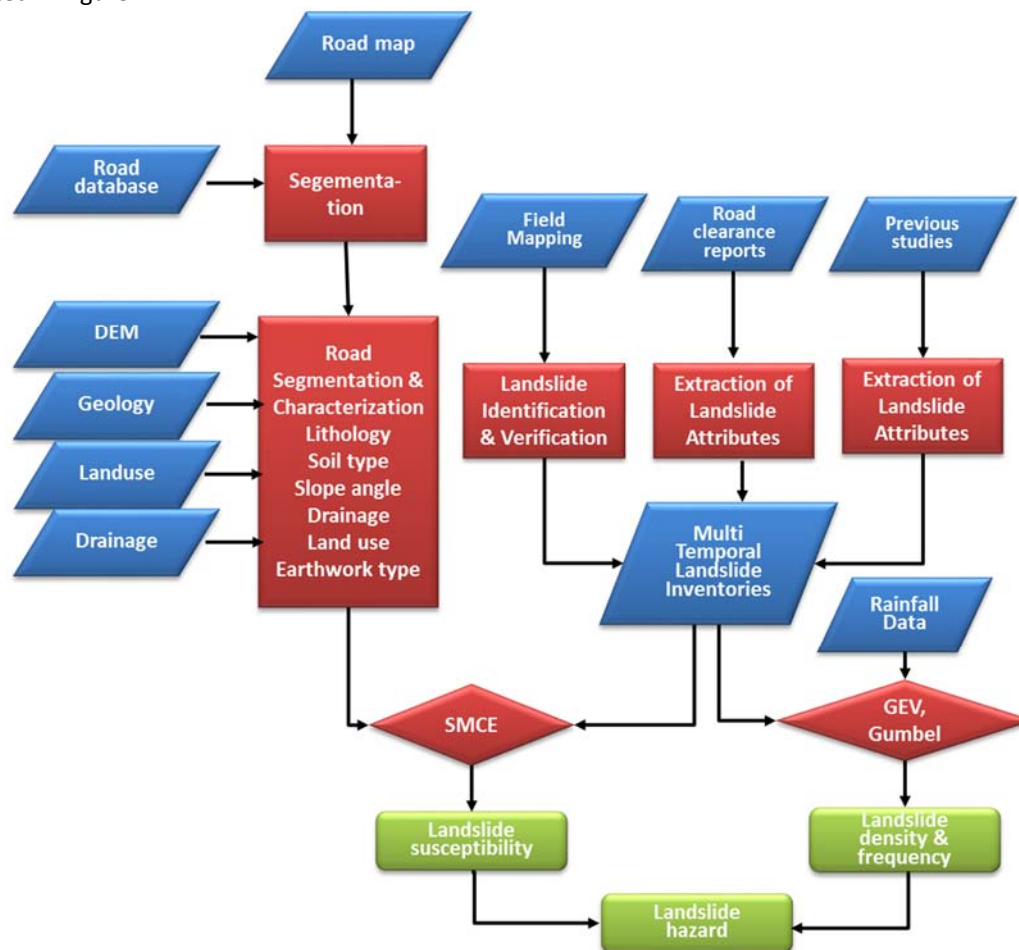 Road map
Road
database
Segementa-
tion
Field
Mapping
Road
clearance
reports
Previous
studies
DEM
Geology
Landuse
Drainage
Road
Segmentation &
Characterization
Lithology
Soil type
Slope angle
Drainage
Land use
Earthwork type
Landslide
Identification
& Verification
Extraction of
Landslide
Attributes
Extraction of
Landslide
Attributes
Multi
Temporal
Landslide
Inventories
Rainfall
Data
SMCE
GEV,
Gumbel
Landslide
susceptibility
Landslide
density &
frequency
Landslide
hazard